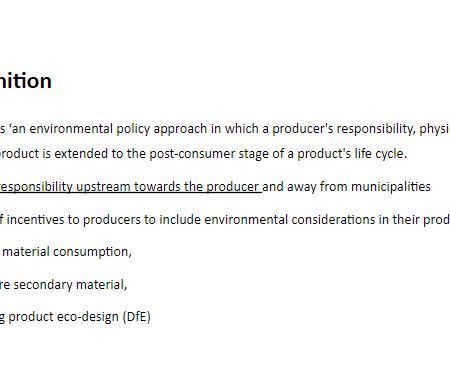 nition
s ‘an environmental policy approach in which a producer's responsibility, physi
roduct is extended to the post-consumer stage of a product's life cycle.
responsibility upstream towards the producer and away from municipalities
f incentives to producers to include environmental considerations in their prod
material consumption,
re secondary material,
g product eco-design (DfE)